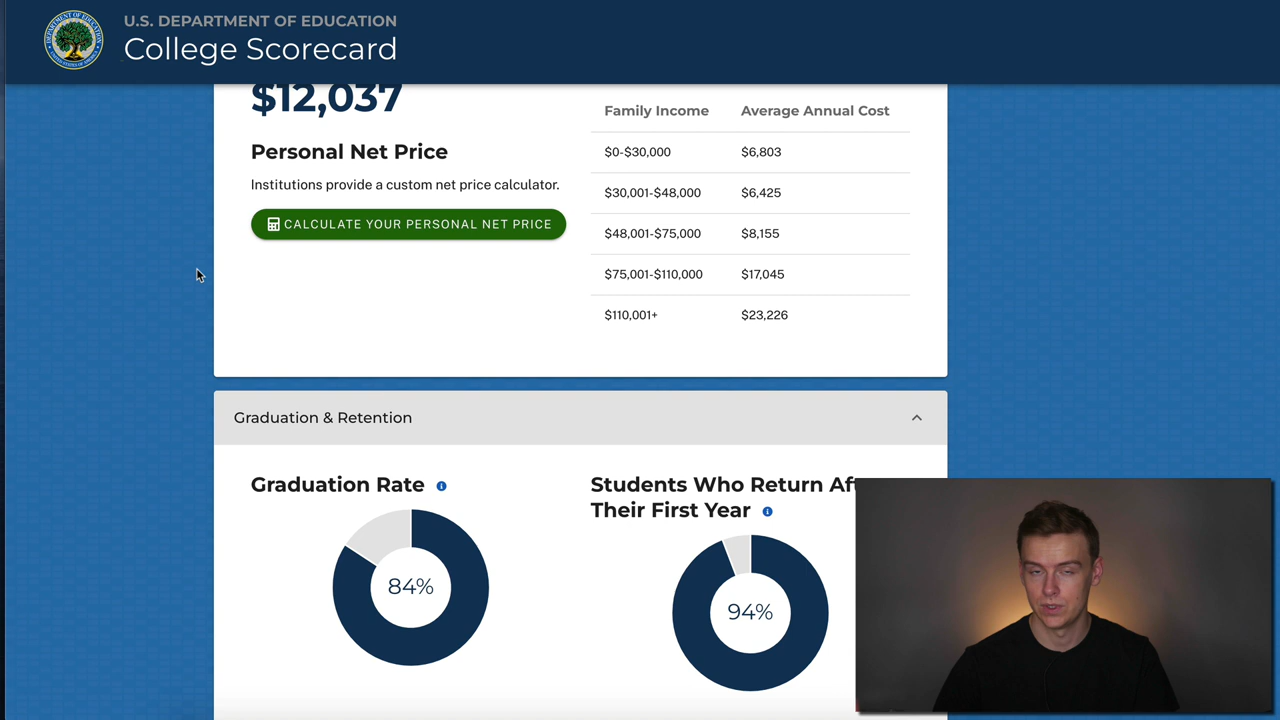 U.S. DEPARTMENT OF EDUCATION
College Scorecard
$12,037
Personal Net Price
Institutions provide a custom net price calculator.
CALCULATE YOUR PERSONAL NET PRICE
Family Income Average Annual Cost
$0-$30,000 $6,803
$30,001-$48,000 $6,425
$48,001-$75,000 $8,155
$75,001-$110,000 $17,045
$110,001+ $23,226
Graduation & Retention
Graduation Rate
84%
Students Who Return Aft
Their First Year
94%